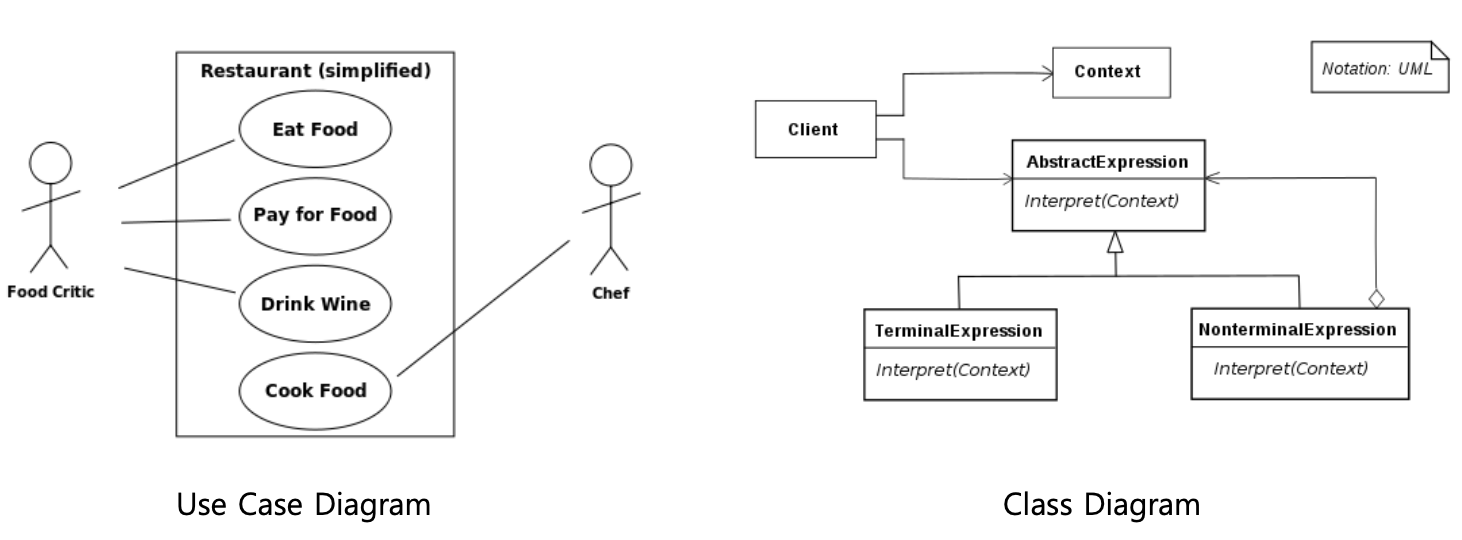 Restaurant (simplified)
Eat Food
Pay for Food
Drink Wine
Cook Food
Food Critic
Chef
Use Case Diagram
Context
Notation: UML
Client
AbstractExpression
Interpret(Context)
TerminalExpression
Interpret(Context)
NonterminalExpression
Interpret(Context)
Class Diagram